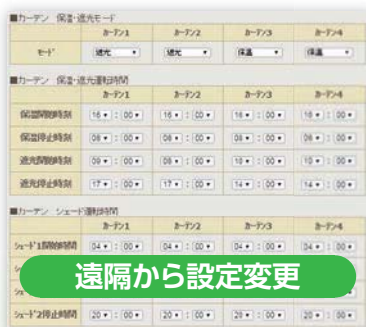 ■カーテン 保温・遮光モード
カーテン1 カーテン2 カーテン3 カーテン4
モード 遮光 遮光 保温 保温
■カーテン 保温・遮光運転時間
カーテン1 カーテン2 カーテン3 カーテン4
保温開始時刻 16 : 00 16 : 00 16 : 00 16 : 00
保温停止時刻 08 : 00 08 : 00 08 : 00 08 : 00
遮光開始時刻 09 : 00 08 : 00 10 : 00 10 : 00
遮光停止時刻 17 : 00 17 : 00 14 : 00 14 : 00
■カーテン シェード運転時間
カーテン1 カーテン2 カーテン3 カーテン4
シェード1開始時刻 04 : 00 04 : 00 04 : 00 04 : 00
遠隔から設定変更
シェード2停止時刻 20 : 00 20 : 00 20 : 00 20 : 00